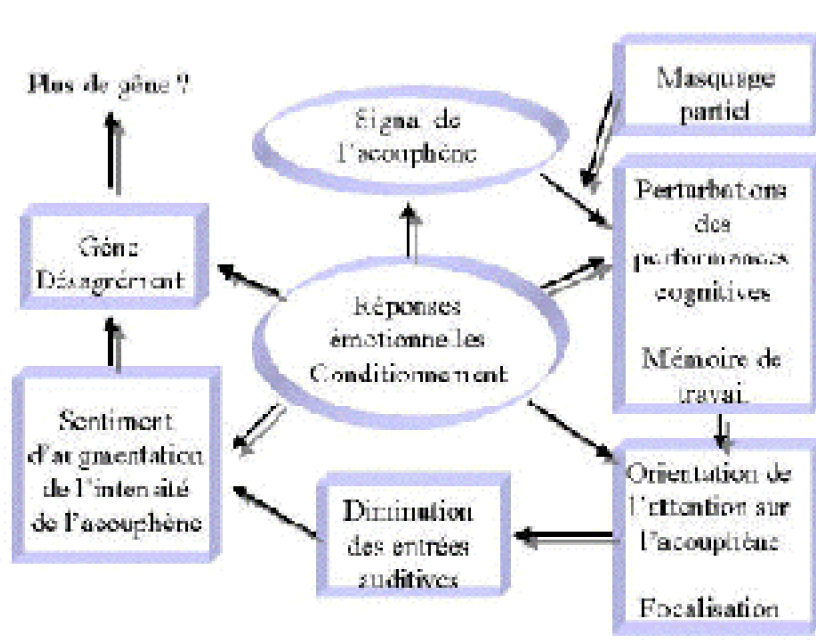 Plus de gêne ?
Signal de
l'acouphène
Masquage
partiel
Perturbations
des
performances
cognitives
Mémoire de
travail
Gêne
Désagrément
Réponses
émotionnelles
Conditionnement
Sentiment
d'augmentation
de l'intensité
de l'acouphène
Diminution
des entrées
auditives
Orientation de
l'attention sur
l'acouphène
Focalisation